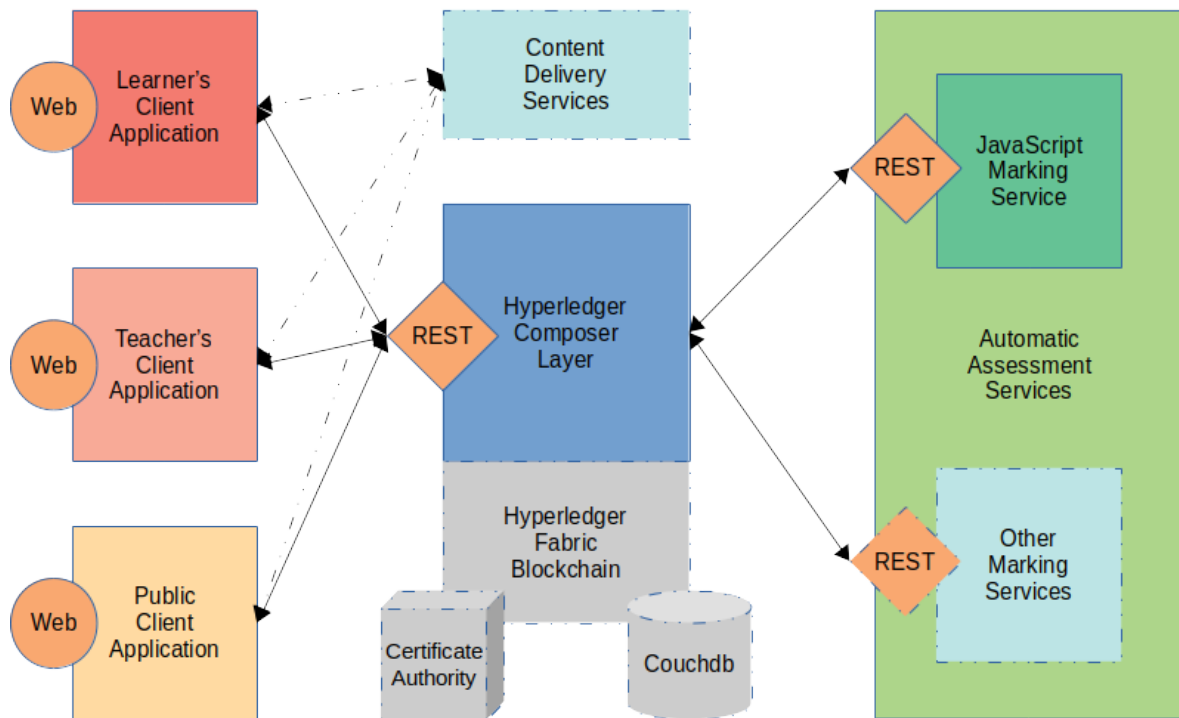 Web
Learner's
Client
Application
Content
Delivery
Services
REST
JavaScript
Marking
Service
Web
Teacher's
Client
Application
REST
Hyperledger
Composer
Layer
Automatic
Assessment
Services
Hyperledger
Fabric
Blockchain
REST
Other
Marking
Services
Web
Public
Client
Application
Certificate
Authority
Couchdb